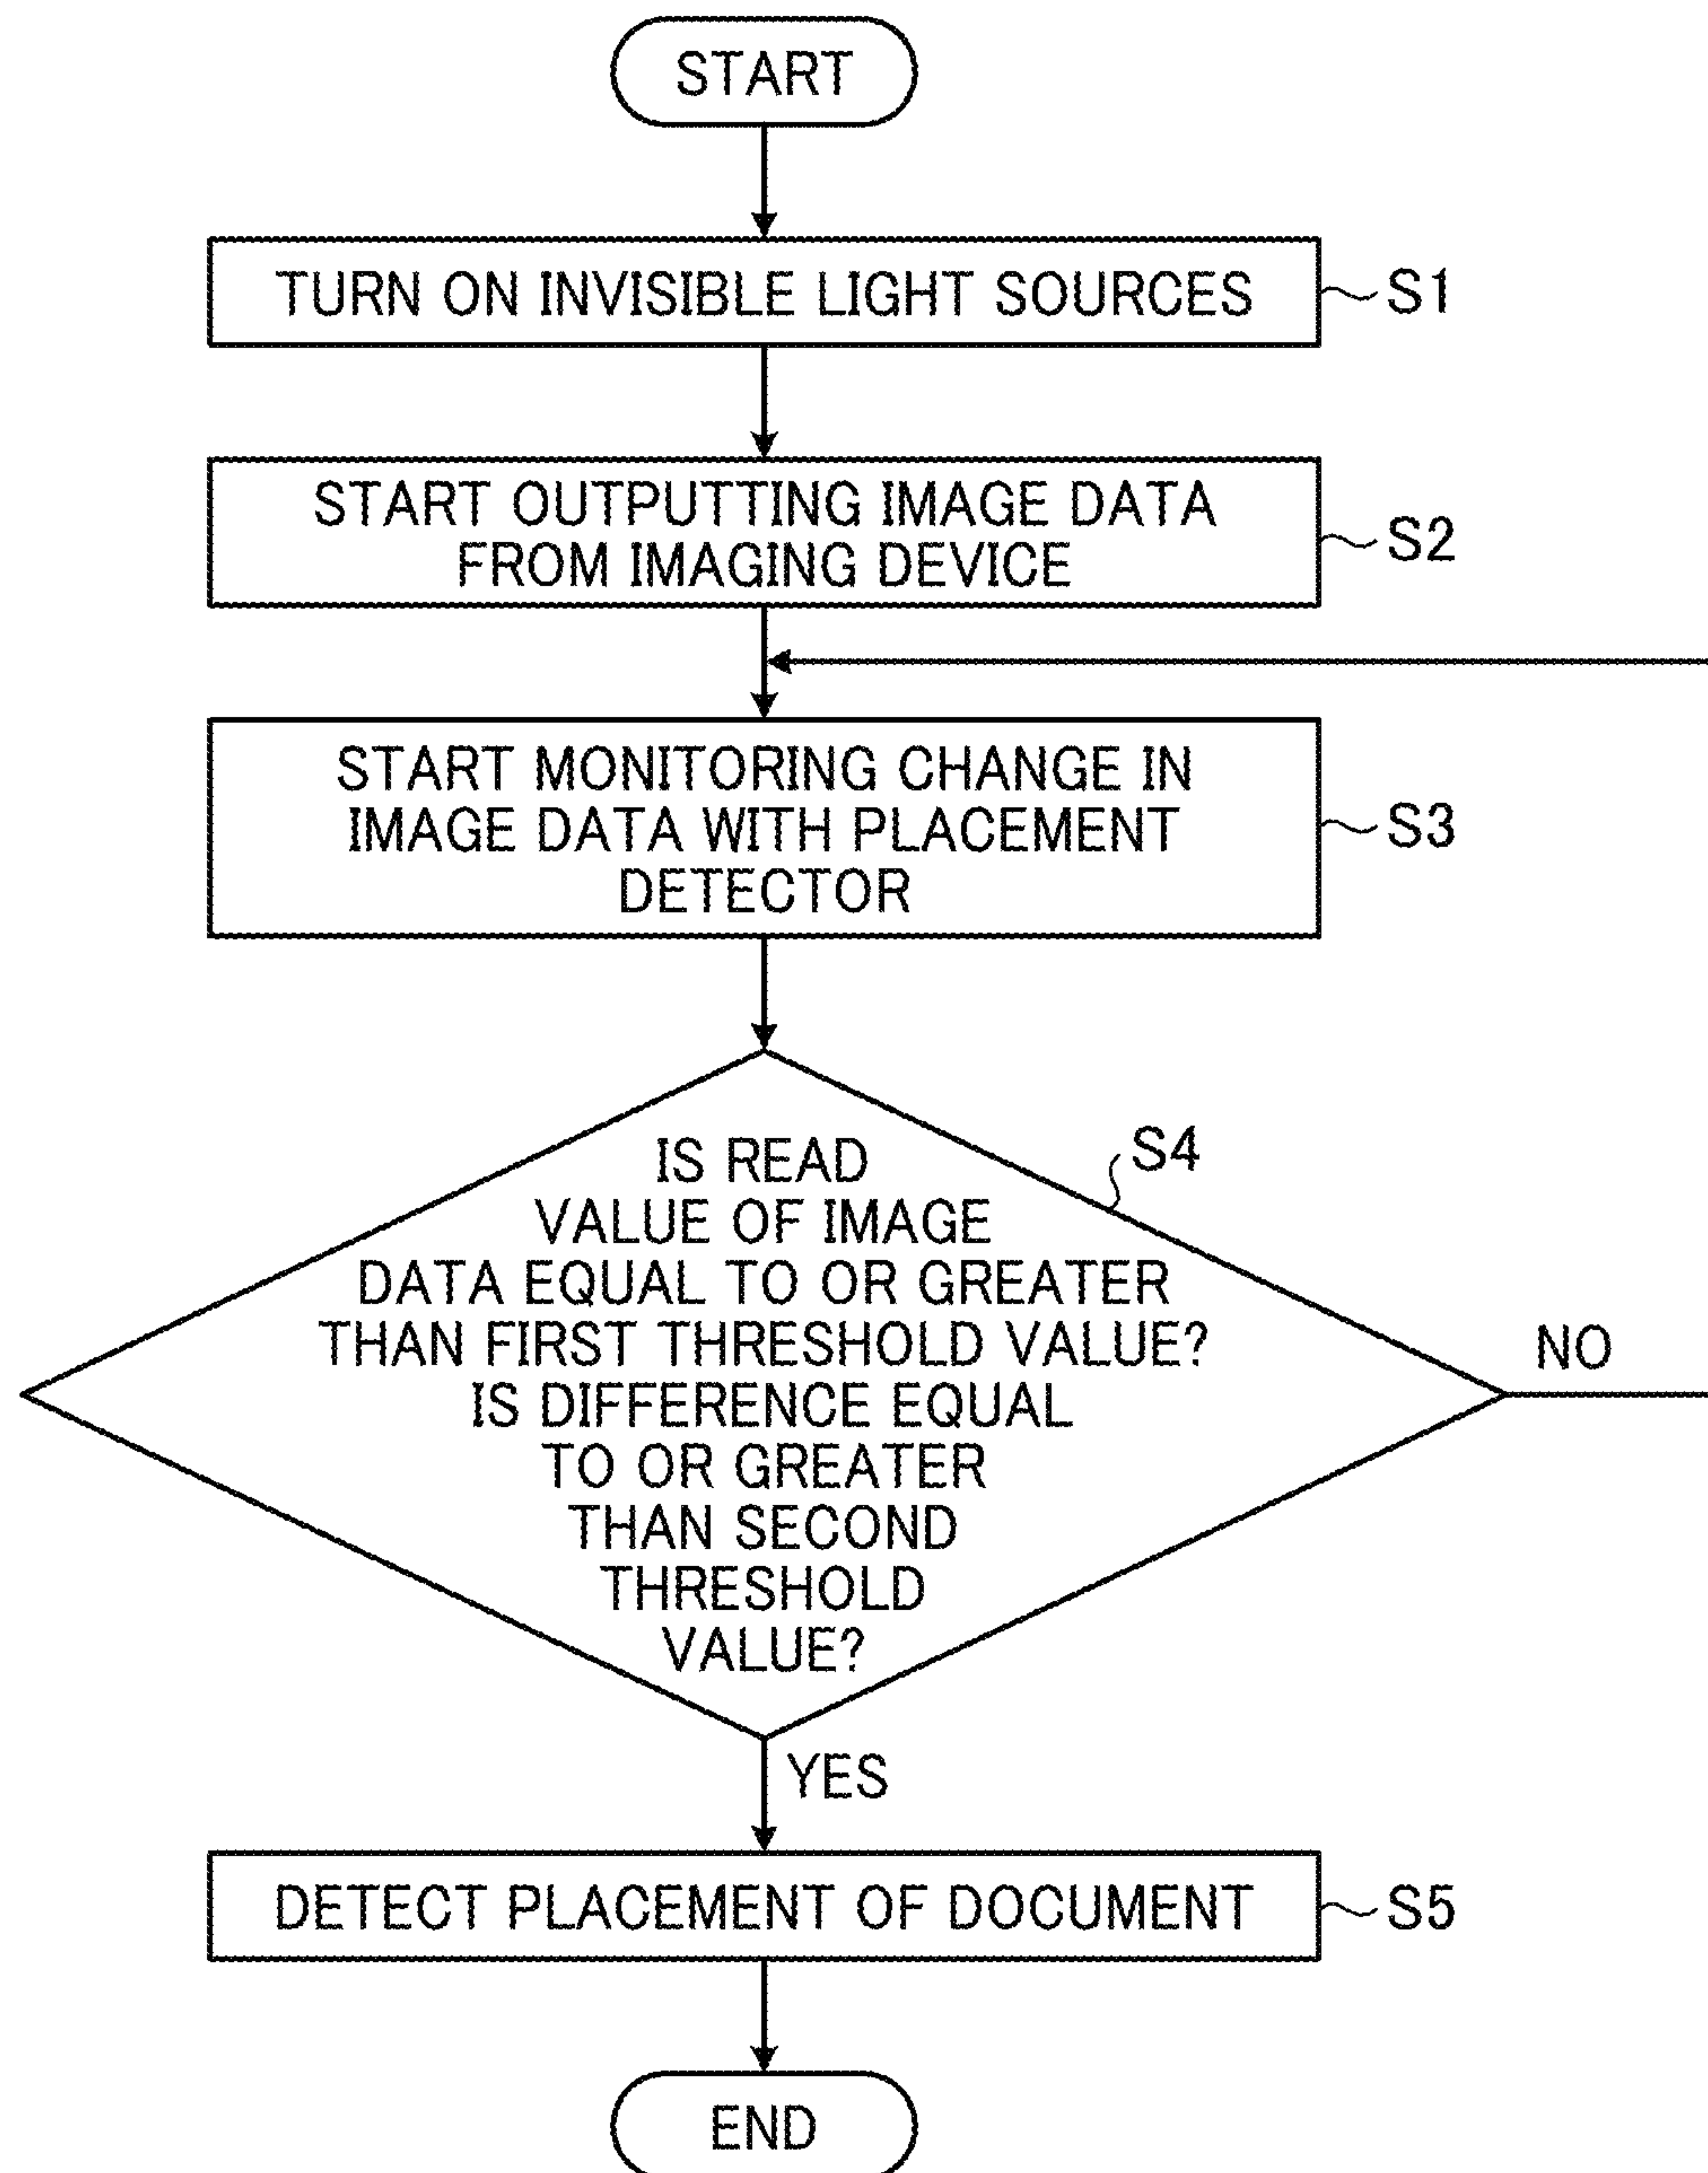 START
TURN ON INVISIBLE LIGHT SOURCES
S1
START OUTPUTTING IMAGE DATA
FROM IMAGING DEVICE
S2
START MONITORING CHANGE IN
IMAGE DATA WITH PLACEMENT
DETECTOR
S3
IS READ
VALUE OF IMAGE
DATA EQUAL TO OR GREATER
THAN FIRST THRESHOLD VALUE?
IS DIFFERENCE EQUAL
TO OR GREATER
THAN SECOND
THRESHOLD
VALUE?
S4
NO
YES
DETECT PLACEMENT OF DOCUMENT
S5
END